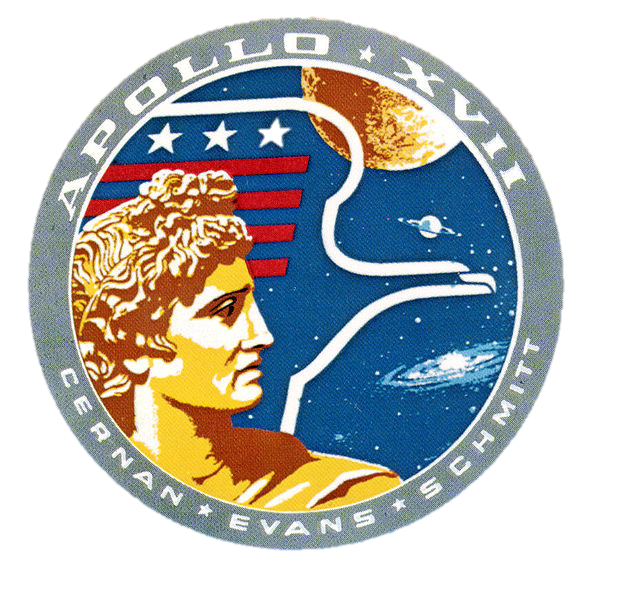 APOLLO ★ XVII
CERNAN ★ EVANS ★ SCHMITT